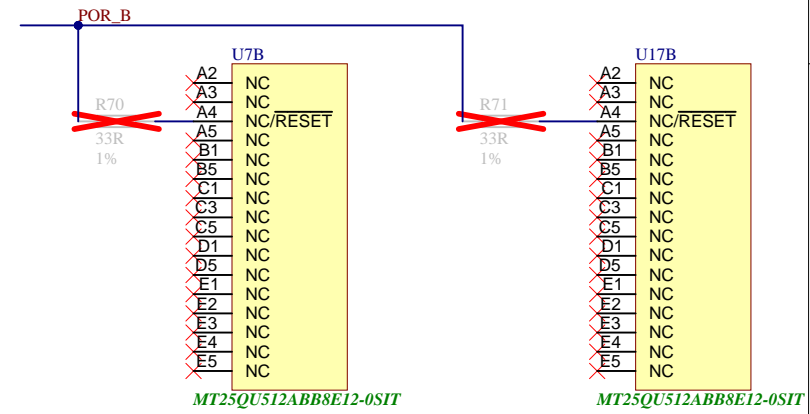 POR_B
U7B
U17B
R70
33R
1%
A2 NC
A3 NC
A4 NC/RESET
A5 NC
B1 NC
B5 NC
C1 NC
C3 NC
C5 NC
D1 NC
D5 NC
E1 NC
E2 NC
E3 NC
E4 NC
E5 NC
MT25QU512ABB8E12-0SIT
R71
33R
1%
A2 NC
A3 NC
A4 NC/RESET
A5 NC
B1 NC
B5 NC
C1 NC
C3 NC
C5 NC
D1 NC
D5 NC
E1 NC
E2 NC
E3 NC
E4 NC
E5 NC
MT25QU512ABB8E12-0SIT